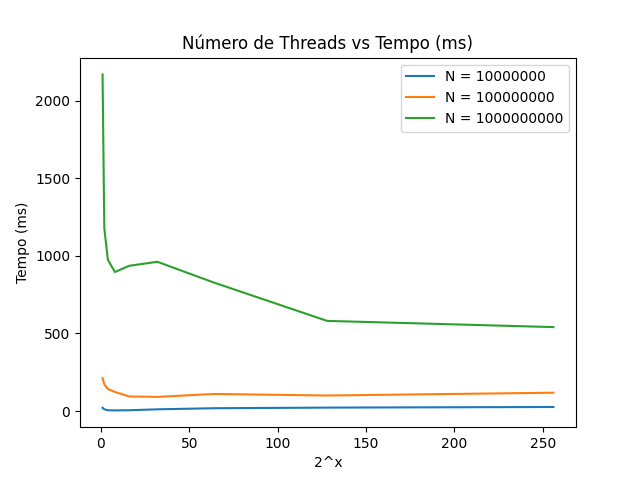 Número de Threads vs Tempo (ms)
N = 10000000
N = 100000000
N = 1000000000
Tempo (ms)
2000
1500
1000
500
0
0 50 100 150 200 250
2^x